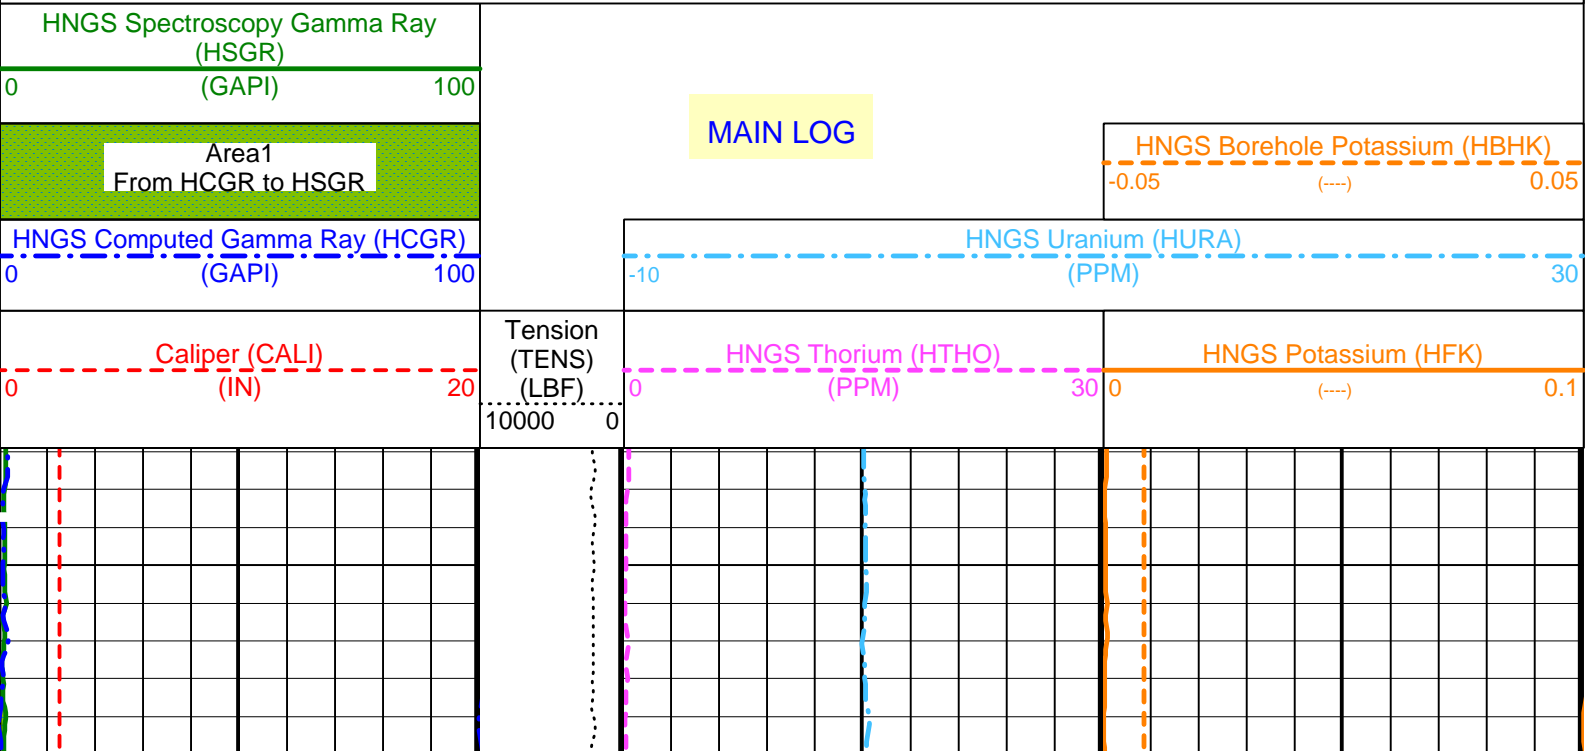 HNGS Spectroscopy Gamma Ray
(HSGR)
0 (GAPI) 100
MAIN LOG
Area1
From HCGR to HSGR
HNGS Borehole Potassium (HBHK)
-0.05 (----) 0.05
HNGS Computed Gamma Ray (HCGR)
0 (GAPI) 100
HNGS Uranium (HURA)
-10 (PPM) 30
Caliper (CALI)
0 (IN) 20
Tension
(TENS)
(LBF)
10000 0
HNGS Thorium (HTHO)
0 (PPM) 30
HNGS Potassium (HFK)
0 (----) 0.1